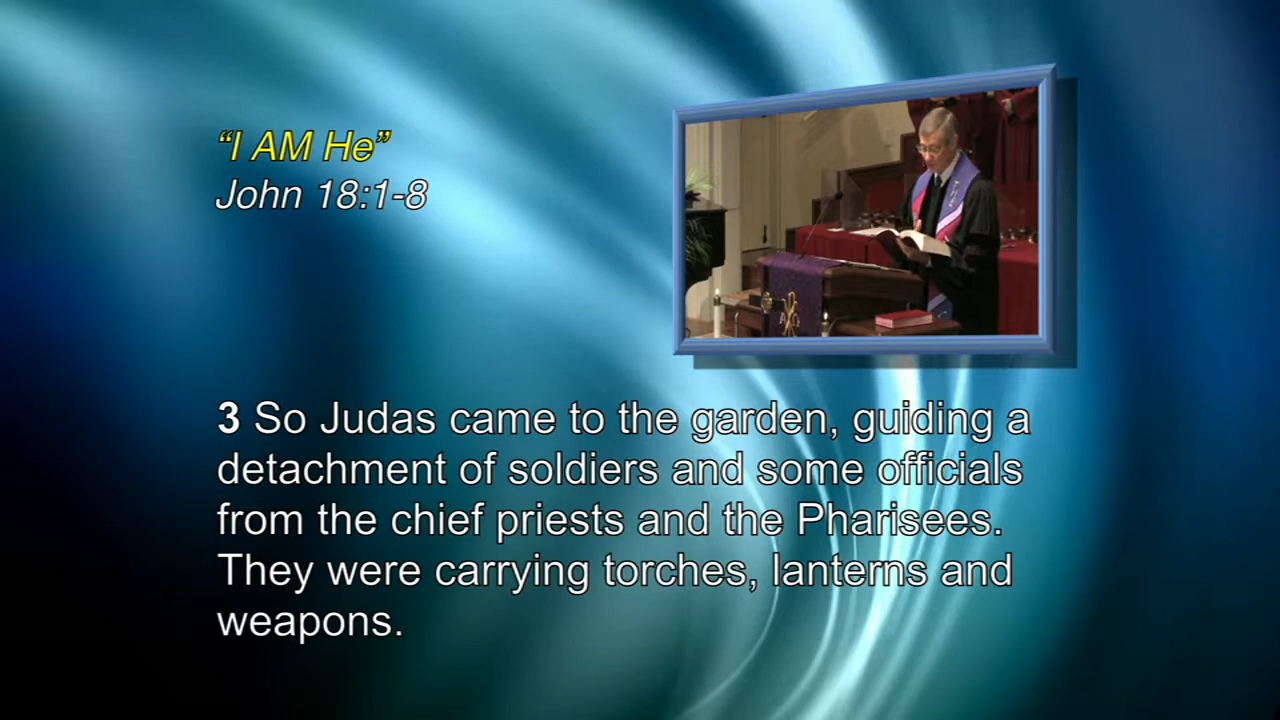 “I AM He”
John 18:1-8
3 So Judas came to the garden, guiding a
detachment of soldiers and some officials
from the chief priests and the Pharisees.
They were carrying torches, lanterns and
weapons.